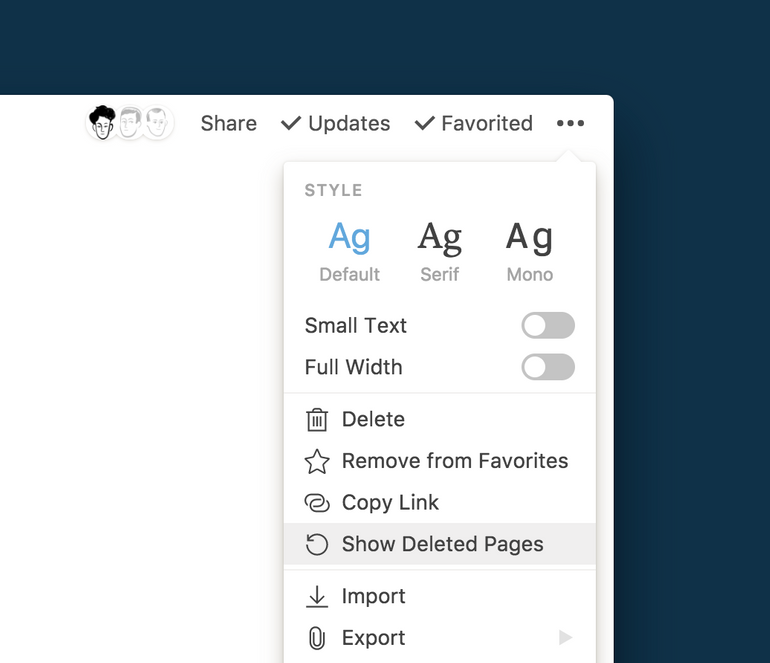 Share Updates Favorited
STYLE
Ag Ag Ag
Default Serif Mono
Small Text
Full Width
Delete
Remove from Favorites
Copy Link
Show Deleted Pages
Import
Export